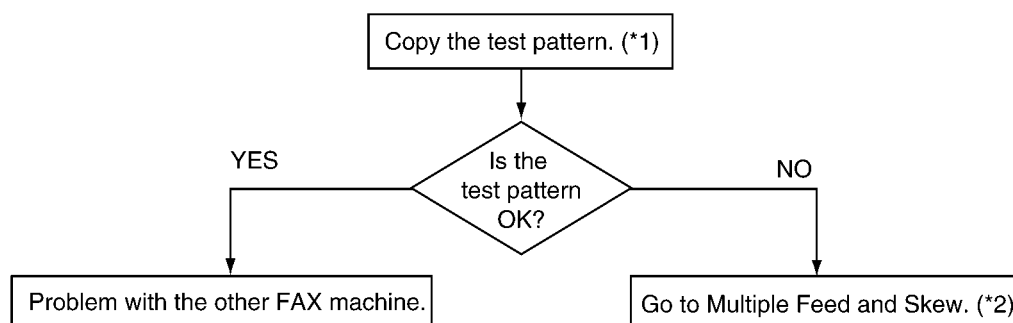 Copy the test pattern. (*1)
YES
Is the
test pattern
OK?
NO
Problem with the other FAX machine.
Go to Multiple Feed and Skew. (*2)